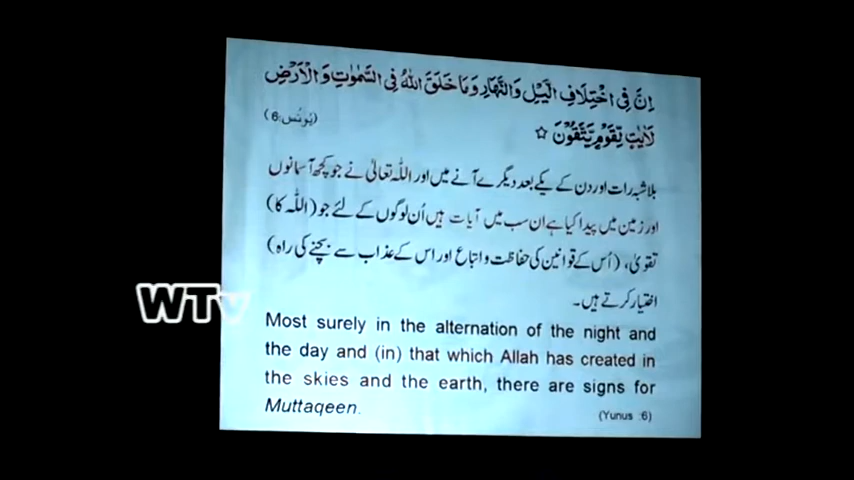 اِنَّ فِی اخْتِلَافِ الَّیْلِ وَالنَّهَارِ وَمَا خَلَقَ اللّٰهُ فِی السَّمٰوٰتِ وَالْاَرْضِ
لَاٰیٰتٍ لِّقَوْمٍ یَّتَّقُوْنَ ☆ (یُونُس:6)
بلاشبہ رات اور دن کے یکے بعد دیگرے آنے میں اور اللّٰہ تعالیٰ نے جو کچھ آسمانوں
اور زمین میں پیدا کیا ہے ان سب میں آیات ہیں اُن لوگوں کے لئے جو (اللّٰہ کا)
تقویٰ، (اُس کے قوانین کی حفاظت و اتباع اور اس کے عذاب سے بچنے کی راہ)
اختیار کرتے ہیں۔
WTv
Most surely in the alternation of the night and
the day and (in) that which Allah has created in
the skies and the earth, there are signs for
Muttaqeen. (Yunus :6)